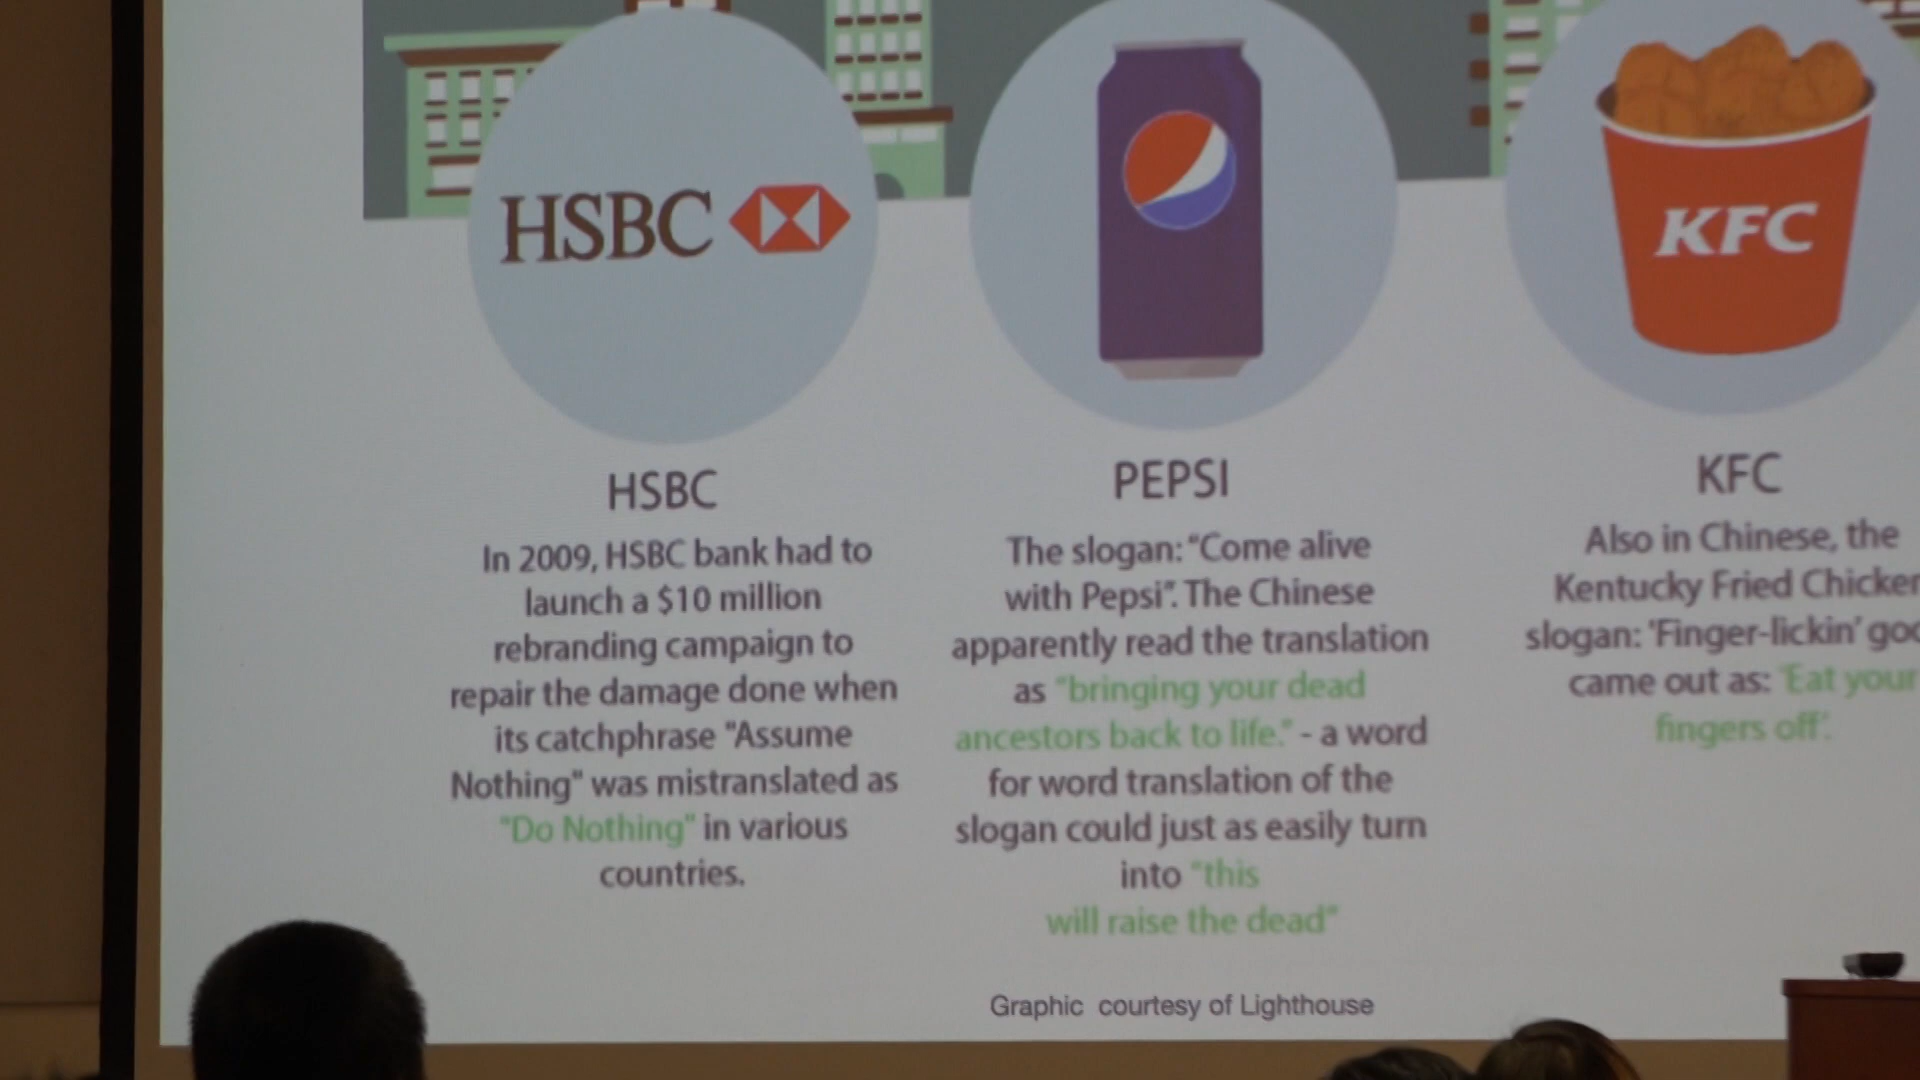 HSBC
KFC
HSBC
In 2009, HSBC bank had to
launch a $10 million
rebranding campaign to
repair the damage done when
its catchphrase "Assume
Nothing" was mistranslated as
"Do Nothing" in various
countries.
PEPSI
The slogan: “Come alive
with Pepsi”. The Chinese
apparently read the translation
as “bringing your dead
ancestors back to life.” - a word
for word translation of the
slogan could just as easily turn
into “this
will raise the dead”
KFC
Also in Chinese, the
Kentucky Fried Chicken
slogan: 'Finger-lickin’ goo
came out as: 'Eat your
fingers off'.
Graphic courtesy of Lighthouse